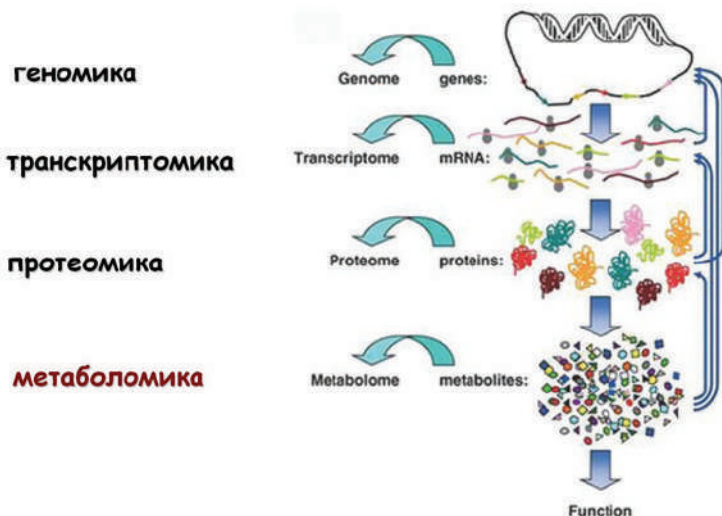 геномика
Genome genes:
транскриптомика
Transcriptome mRNA:
протеомика
Proteome proteins:
метаболомика
Metabolome metabolites:
Function